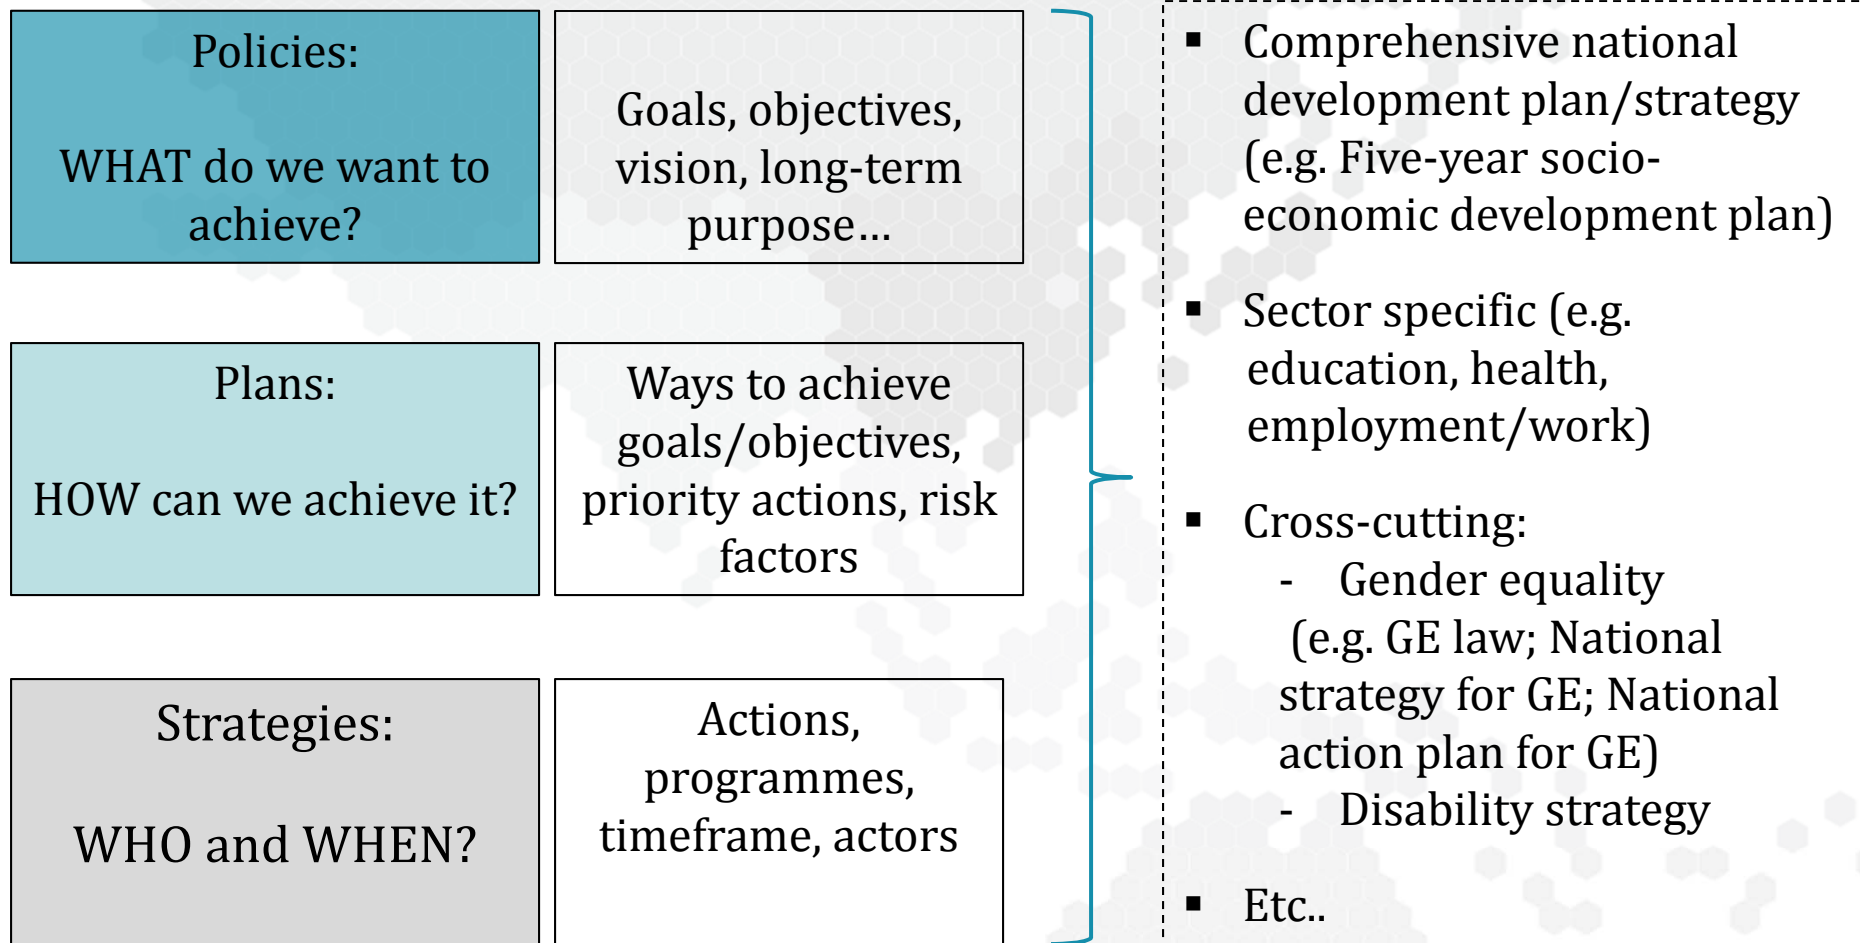 Policies:
WHAT do we want to
achieve?
Goals, objectives,
vision, long-term
purpose…
Plans:
HOW can we achieve it?
Ways to achieve
goals/objectives,
priority actions, risk
factors
Strategies:
WHO and WHEN?
Actions,
programmes,
timeframe, actors
▪ Comprehensive national
development plan/strategy
(e.g. Five-year socio-
economic development plan)
▪ Sector specific (e.g.
education, health,
employment/work)
▪ Cross-cutting:
- Gender equality
(e.g. GE law; National
strategy for GE; National
action plan for GE)
- Disability strategy
▪ Etc..